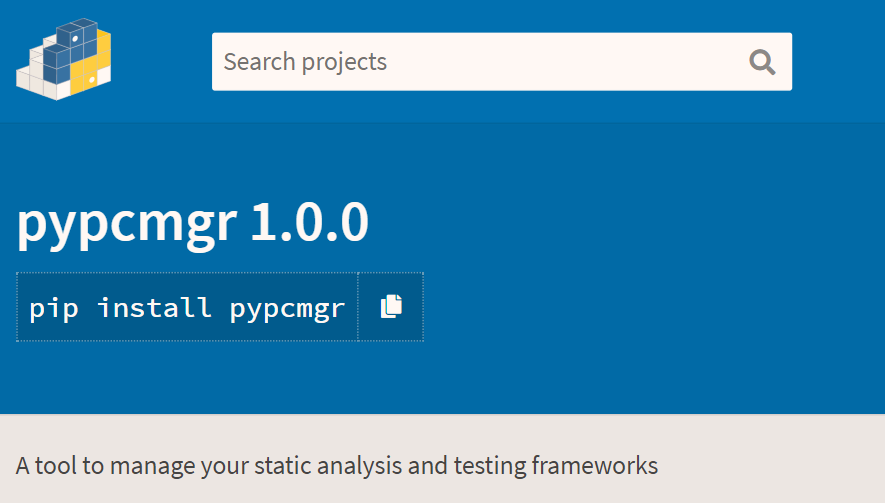 Search projects
pypcmgr 1.0.0
pip install pypcmgr
A tool to manage your static analysis and testing frameworks